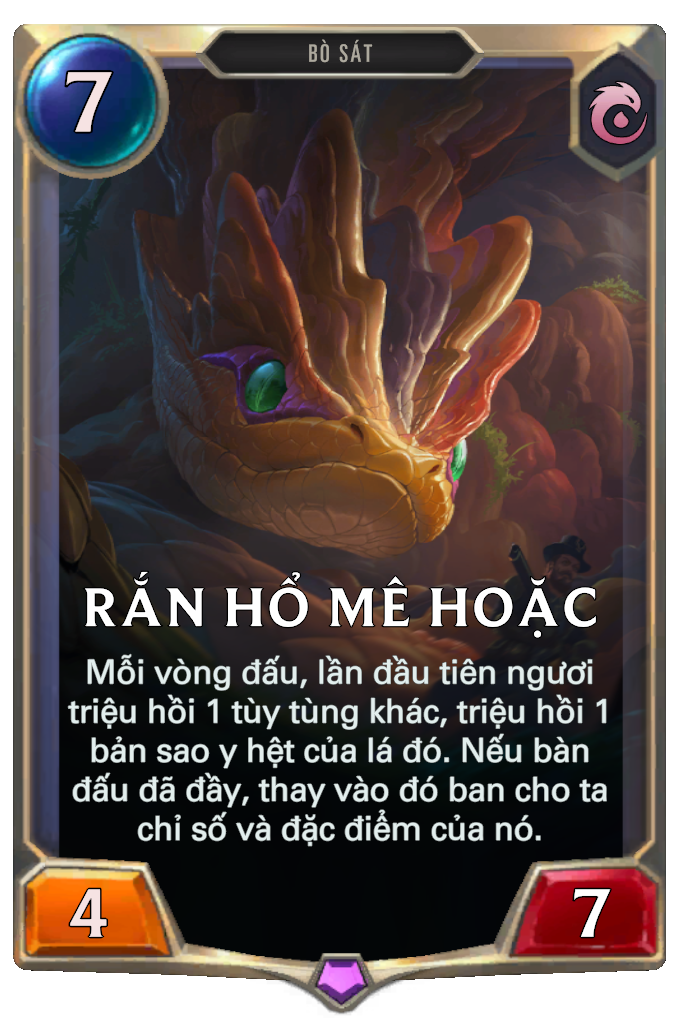 7
BÒ SÁT
RẮN HỔ MÊ HOẶC
Mỗi vòng đấu, lần đầu tiên ngươi
triệu hồi 1 tùy tùng khác, triệu hồi 1
bản sao y hệt của lá đó. Nếu bàn
đấu đã đầy, thay vào đó ban cho ta
chỉ số và đặc điểm của nó.
4
7